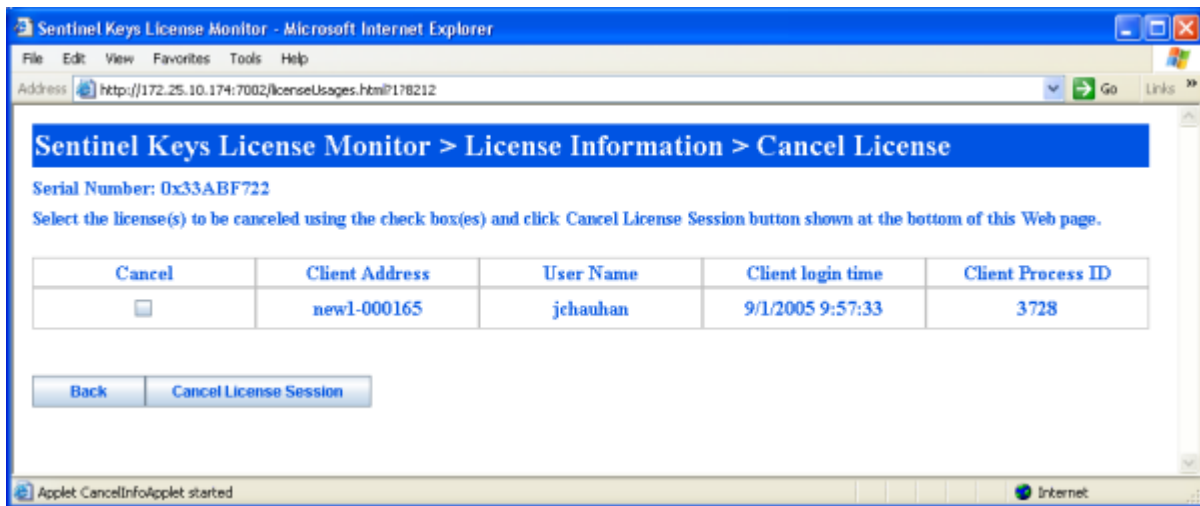 Sentinel Keys License Monitor - Microsoft Internet Explorer
File Edit View Favorites Tools Help
Address http://172.25.10.174:7002/licenseUsages.html?1?8212 Go Links »
Sentinel Keys License Monitor > License Information > Cancel License
Serial Number: 0x33ABF722
Select the license(s) to be canceled using the check box(es) and click Cancel License Session button shown at the bottom of this Web page.
Cancel Client Address User Name Client login time Client Process ID
new1-000165 jchauhan 9/1/2005 9:57:33 3728
Back Cancel License Session
Applet CancelInfoApplet started Internet